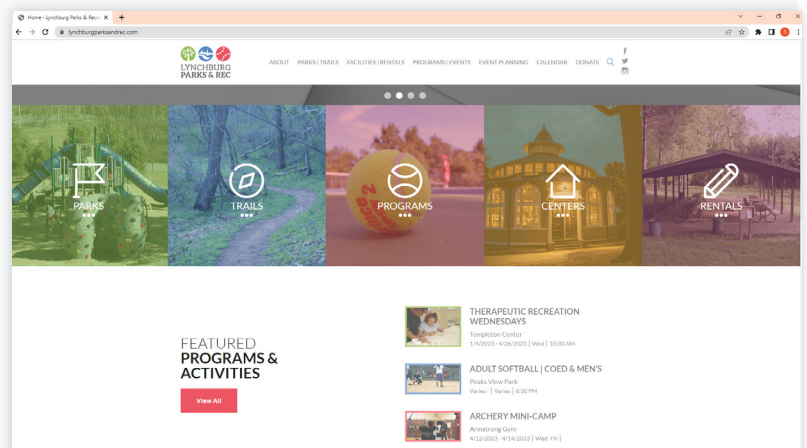 Home - Lynchburg Parks & Rec
lynchburgparksandrec.com
LYNCHBURG
PARKS & REC
ABOUT PARKS | TRAILS FACILITIES | RENTALS PROGRAMS | EVENTS EVENT PLANNING CALENDAR DONATE
PARKS
TRAILS
PROGRAMS
CENTERS
RENTALS
FEATURED
PROGRAMS &
ACTIVITIES
View All
THERAPEUTIC RECREATION
WEDNESDAYS
Templeton Center
1/4/2023 - 4/26/2023 | Wed | 10:30 AM
ADULT SOFTBALL | COED & MEN'S
Peaks View Park
Varies - | Varies | 6:30 PM
ARCHERY MINI-CAMP
Armstrong Gym
4/12/2023 - 4/14/2023 | Wed -Fri |